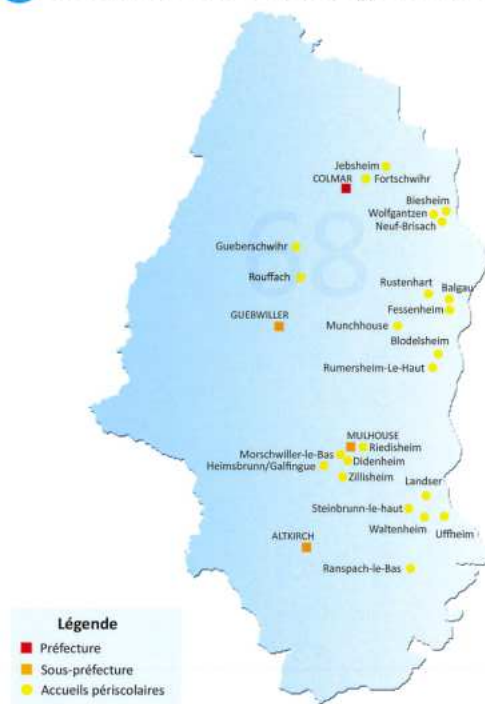 Jebsheim
COLMAR
Fortschwihr
Biesheim
Wolfgantzen
Neuf-Brisach
68
Gueberschwihr
Rouffach
Rustenhart
Balgau
Fessenheim
GUEBWILLER
Munchhouse
Blodelsheim
Rumersheim-Le-Haut
MULHOUSE
Riedisheim
Morschwiller-le-Bas
Didenheim
Heimsbrunn/Galfingue
Zillisheim
Landser
Steinbrunn-le-haut
Waltenheim
Uffheim
ALTKIRCH
Ranspach-le-Bas
Légende
Préfecture
Sous-préfecture
Accueils périscolaires